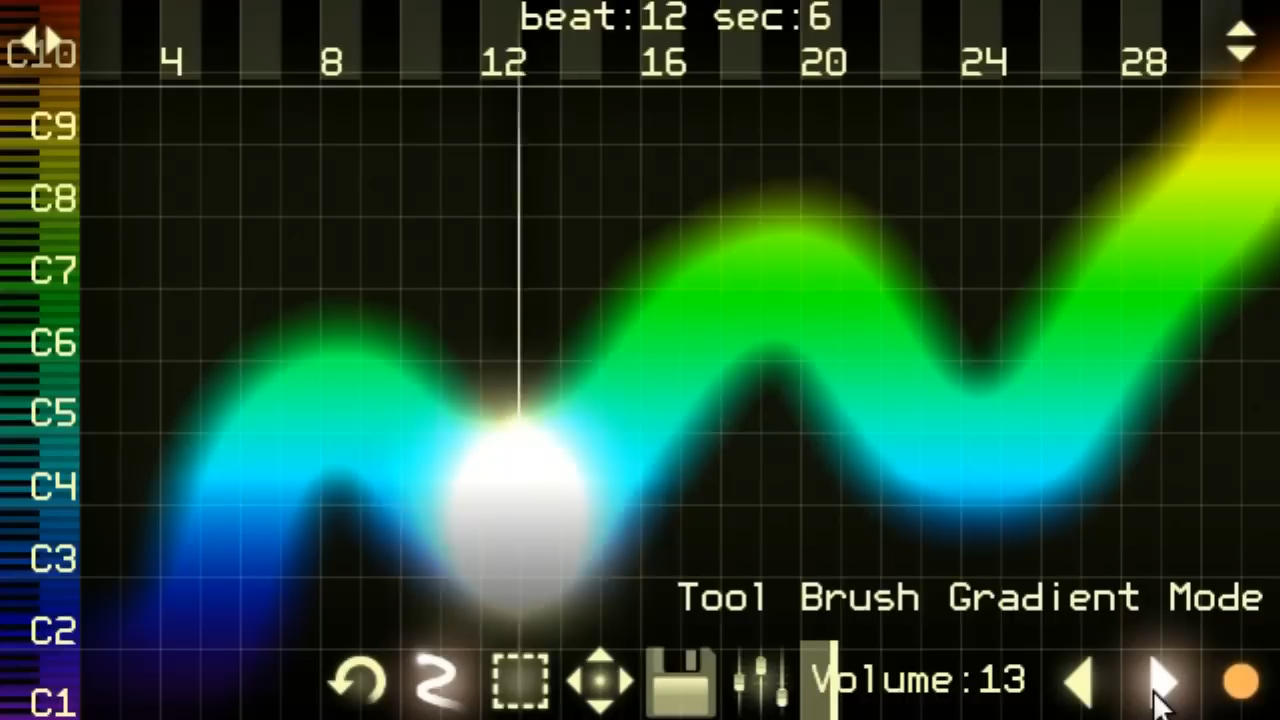 beat:12 sec:6
C10 4 8 12 16 20 24 28
C9
C8
C7
C6
C5
C4
C3
Tool Brush Gradient Mode
C2
Volume:13
C1